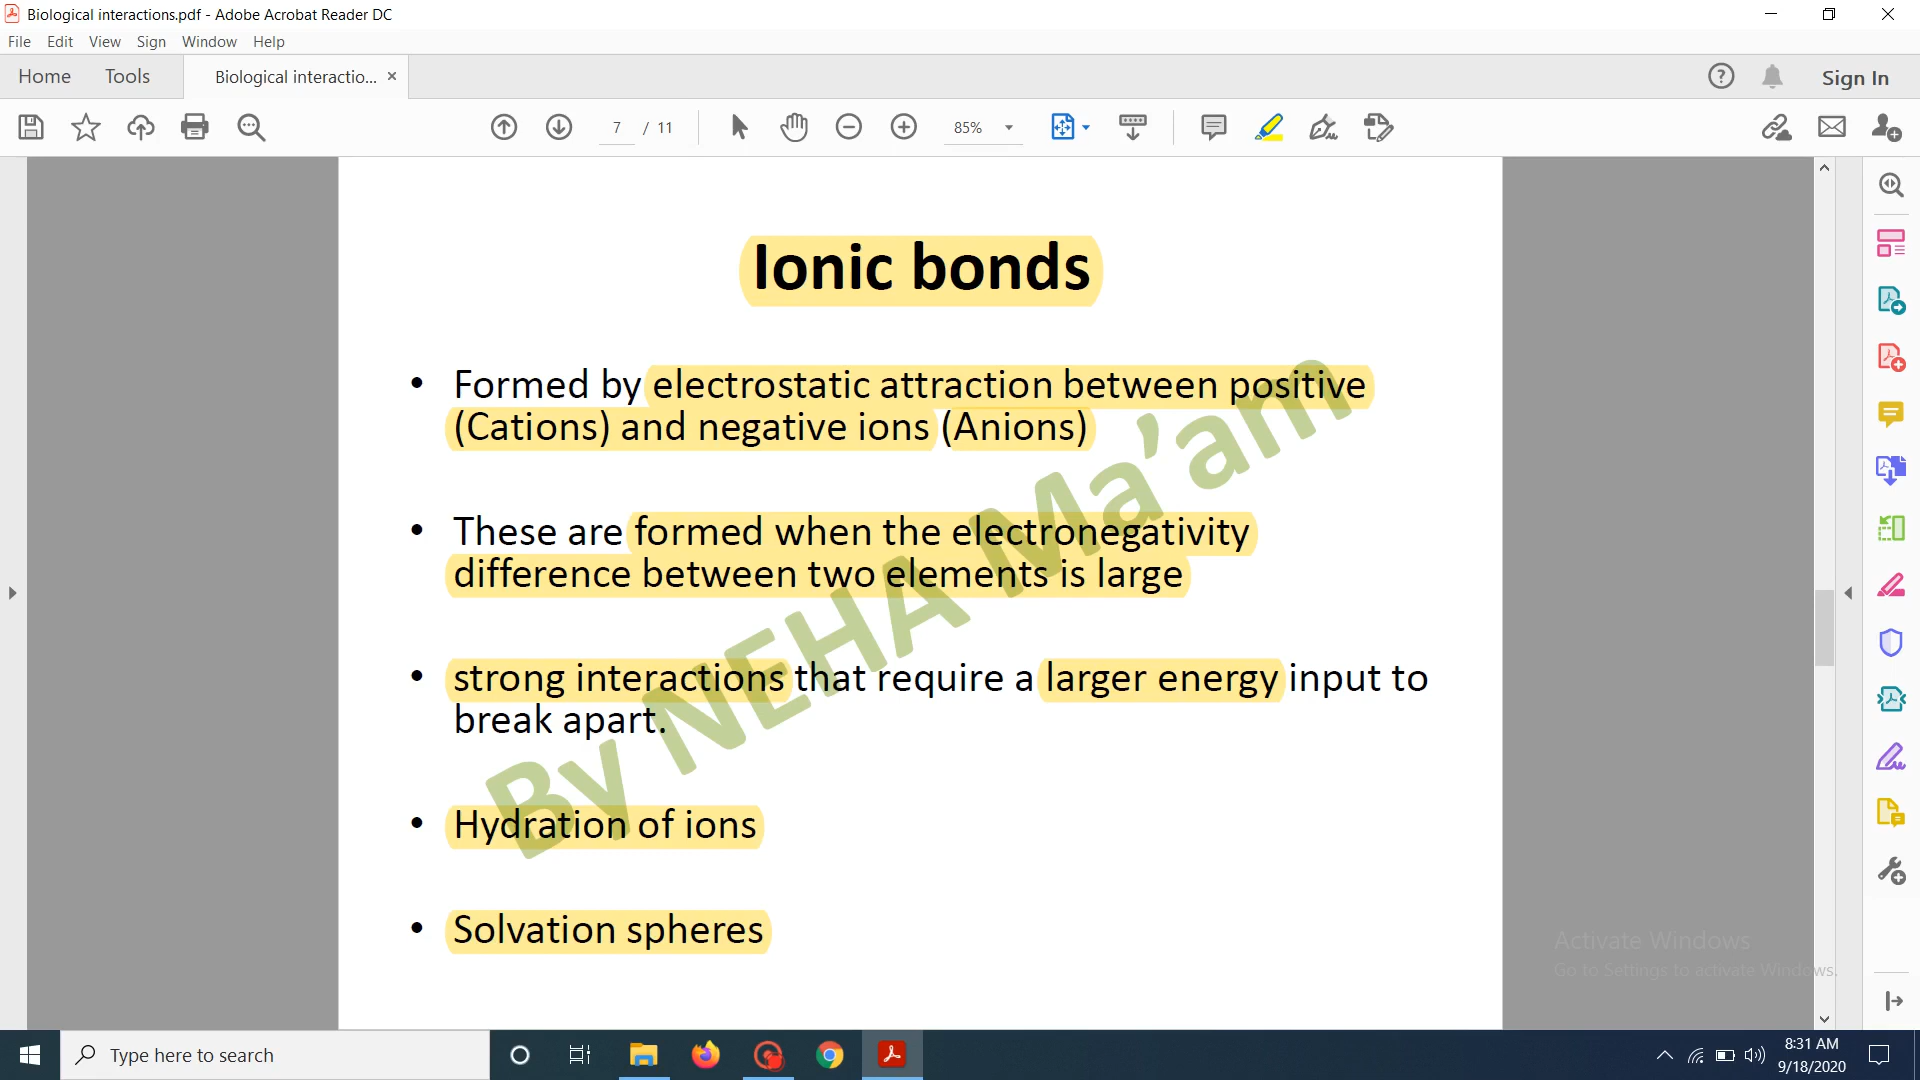 Biological interactions.pdf - Adobe Acrobat Reader DC
File Edit View Sign Window Help
Home Tools Biological interactio... × Sign In
7 / 11 85%
Ionic bonds
• Formed by electrostatic attraction between positive
(Cations) and negative ions (Anions)
• These are formed when the electronegativity
difference between two elements is large
• strong interactions that require a larger energy input to
break apart.
• Hydration of ions
• Solvation spheres
By NEHA Ma'am
Activate Windows
Go to Settings to activate Windows.
Type here to search
8:31 AM
9/18/2020